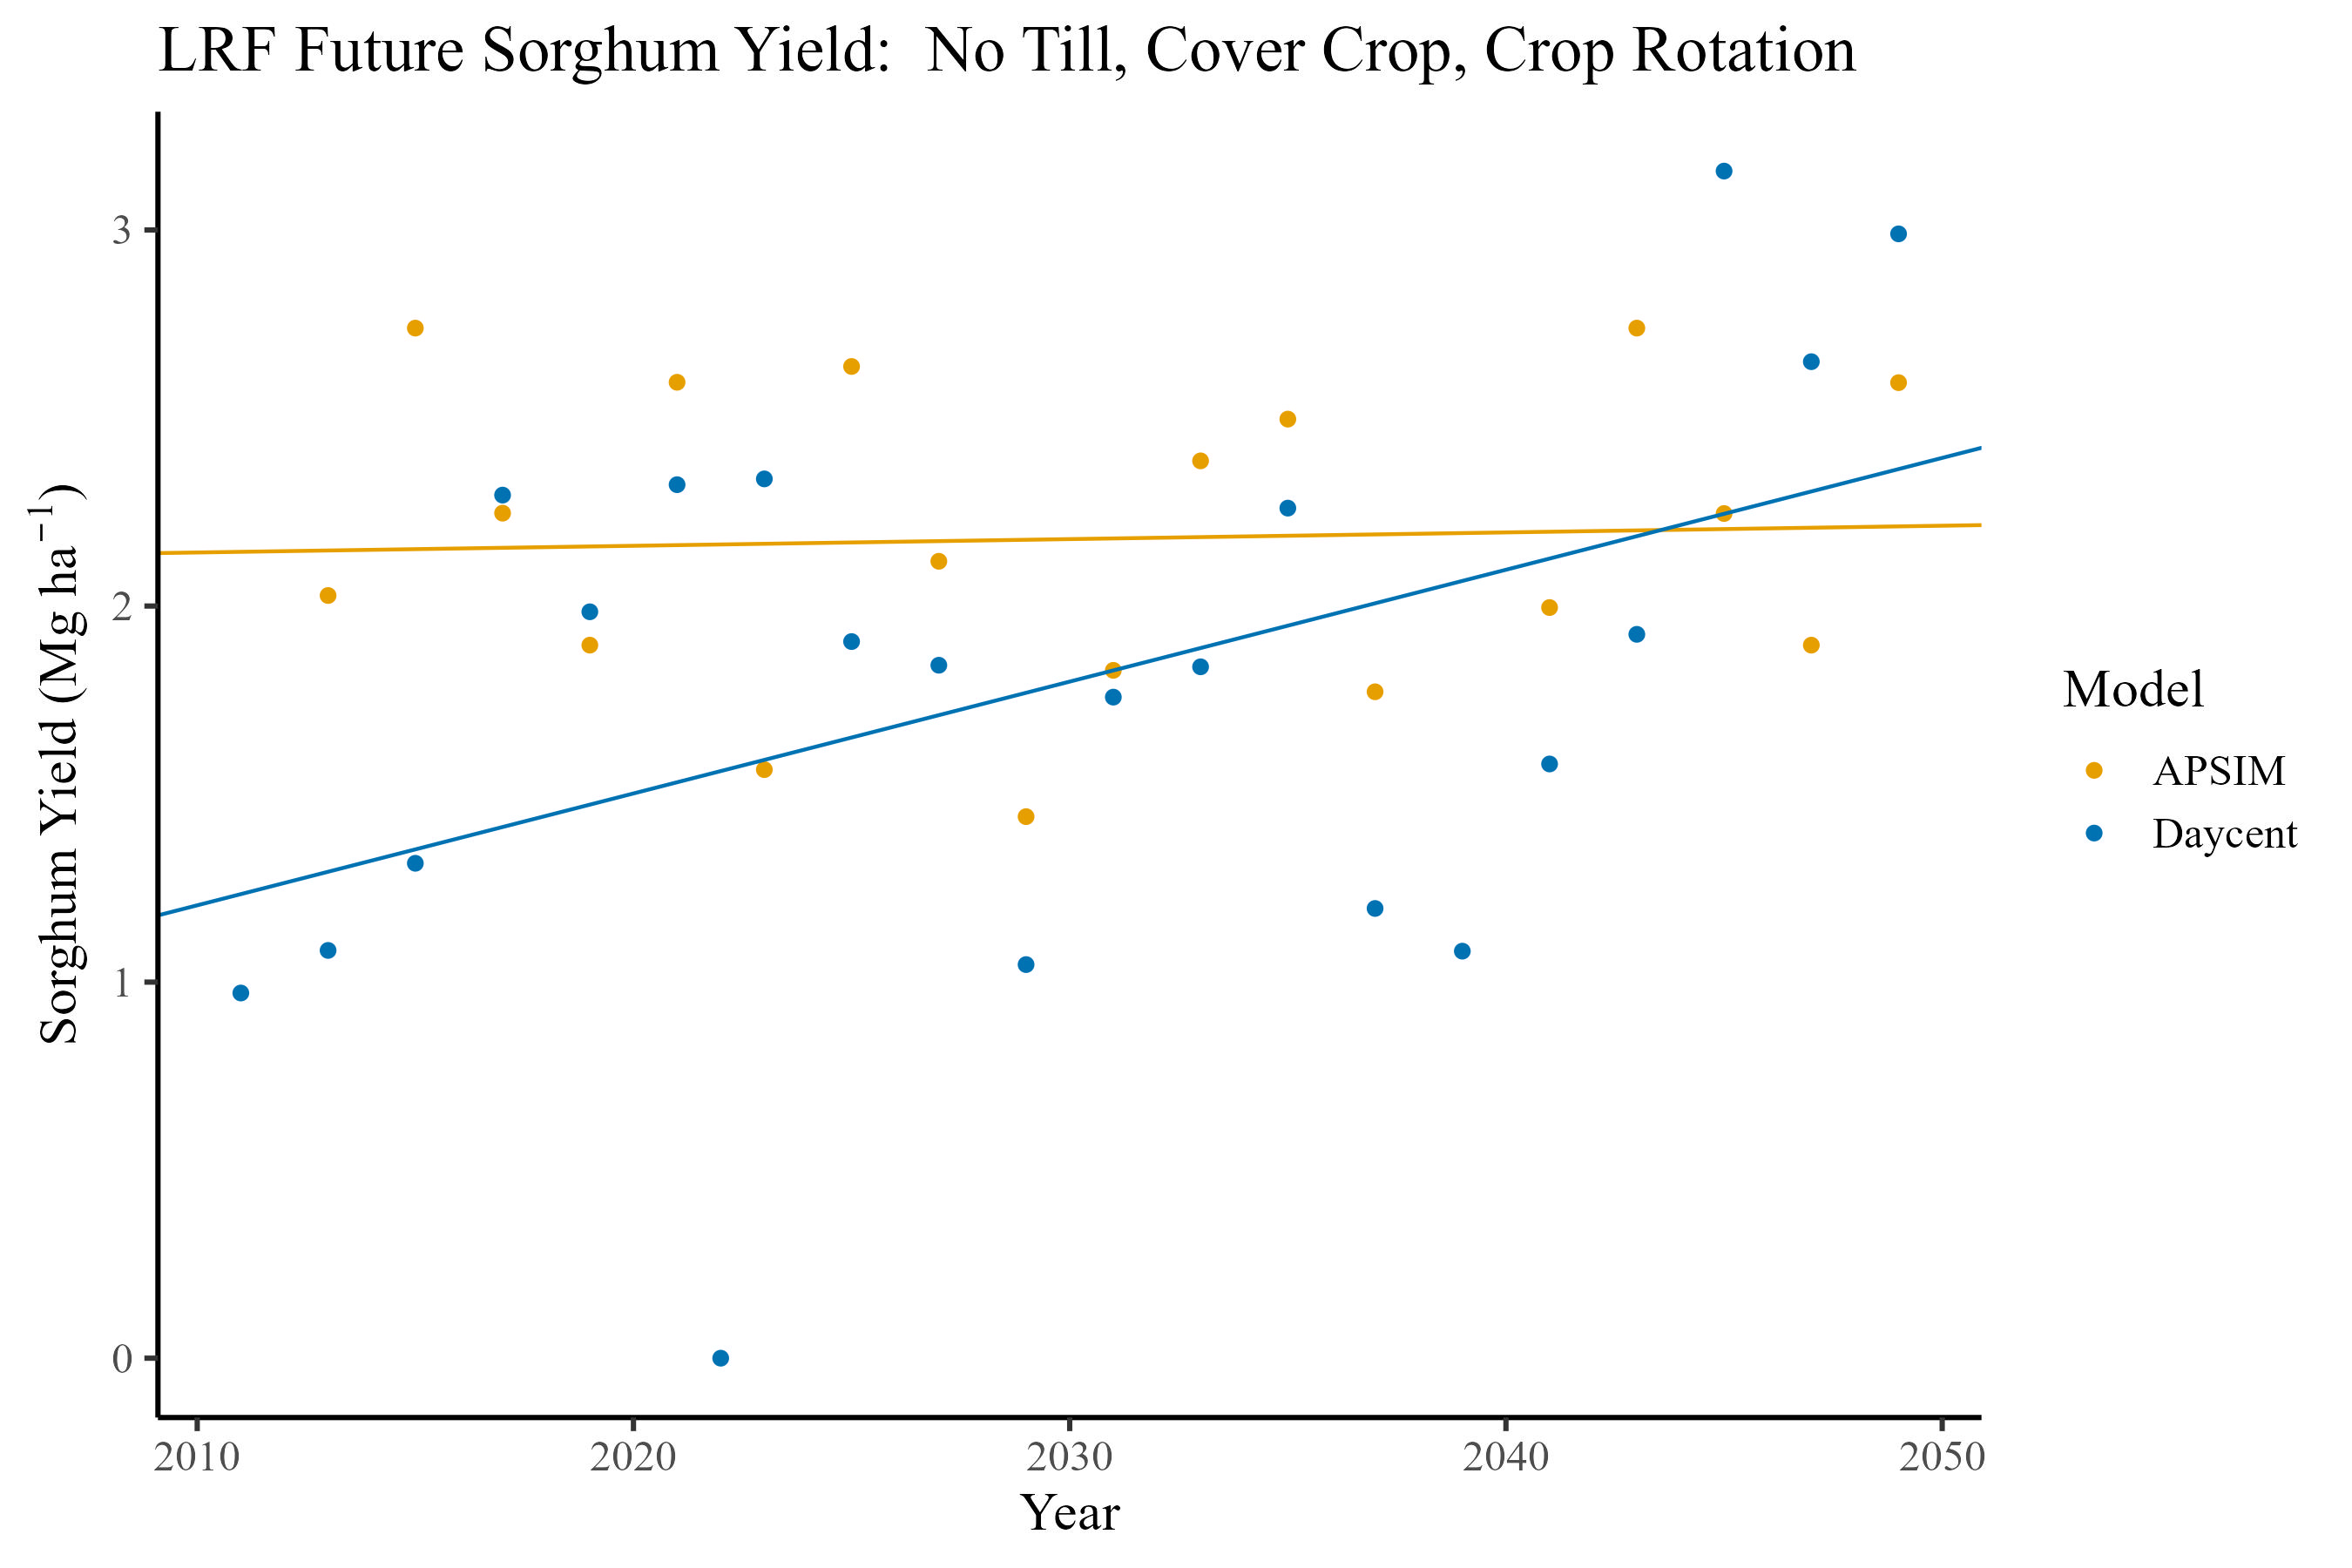 LRF Future Sorghum Yield:  No Till, Cover Crop, Crop Rotation
Sorghum Yield (Mg ha⁻¹)
3
2
1
0
2010 2020 2030 2040 2050
Year
Model
APSIM
Daycent